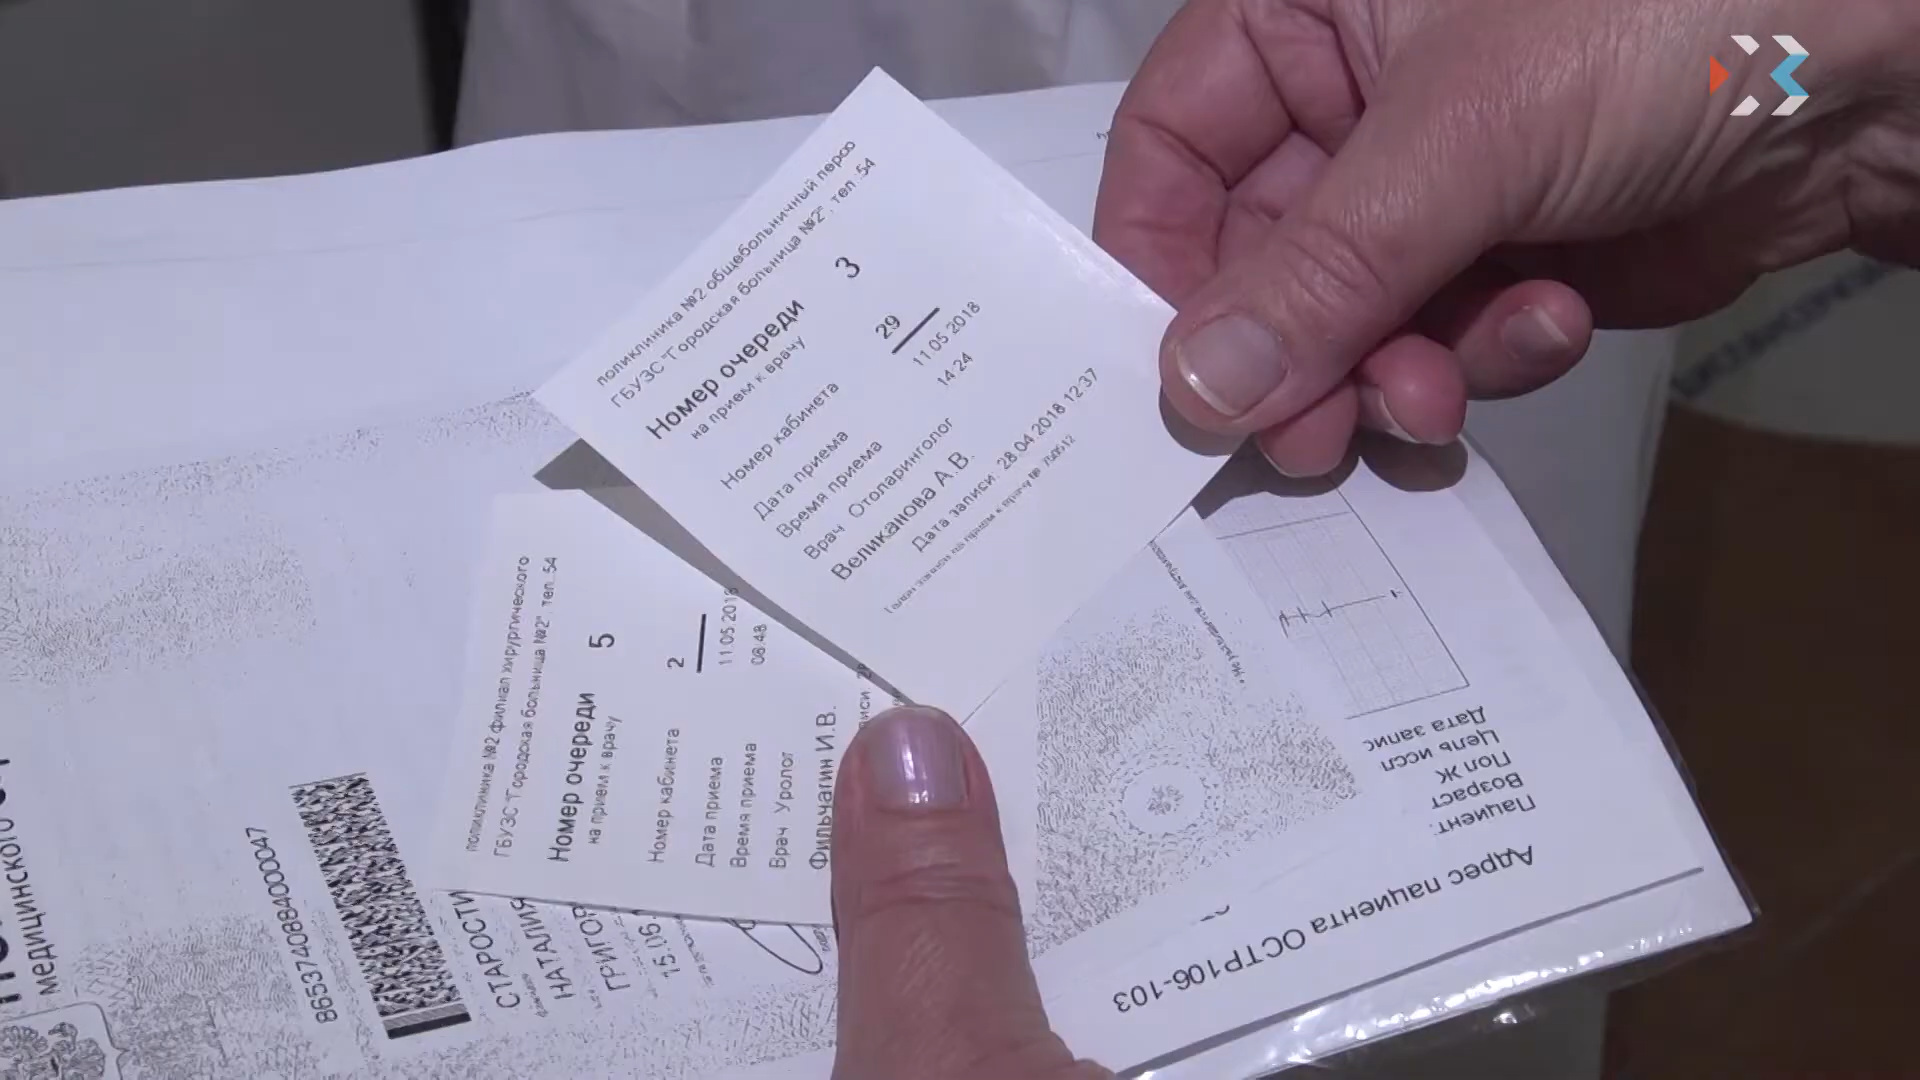 поликлиника №2 общебольничный персо
ГБУЗС "Городская больница №2", тел.:54
Номер очереди 3
на прием к врачу
Номер кабинета 29
Дата приема 11.05.2018
Время приема 14:24
Врач Отоларинголог
Великанова А.В.
Дата записи: 28.04.2018 12:37
поликлиника №2 филиал хирургического
ГБУЗС "Городская больница №2", тел.:54
Номер очереди 5
на прием к врачу
Номер кабинета 2
Дата приема 11.05.2018
Время приема 08:48
Врач Уролог
Фильчагин И.В.
медицинского
8653740884000047
СТАРОСТИ
НАТАЛИЯ
ГРИГОР
15.06.
Адрес пациента ОСТР106-103
Пациент:
Возраст
Пол Ж
Цель иссл
Дата запис